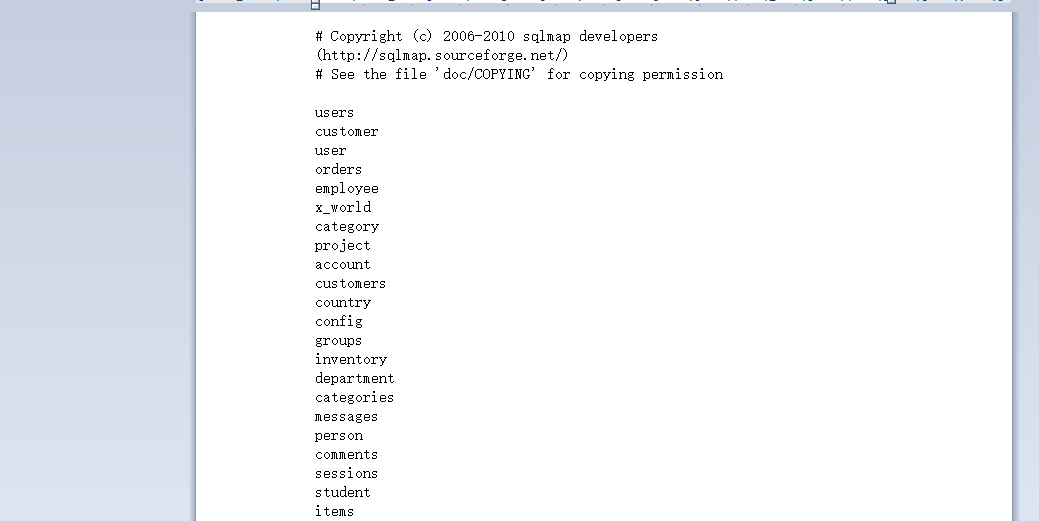 # Copyright (c) 2006-2010 sqlmap developers
(http://sqlmap.sourceforge.net/)
# See the file 'doc/COPYING' for copying permission
users
customer
user
orders
employee
x_world
category
project
account
customers
country
config
groups
inventory
department
categories
messages
person
comments
sessions
student
items